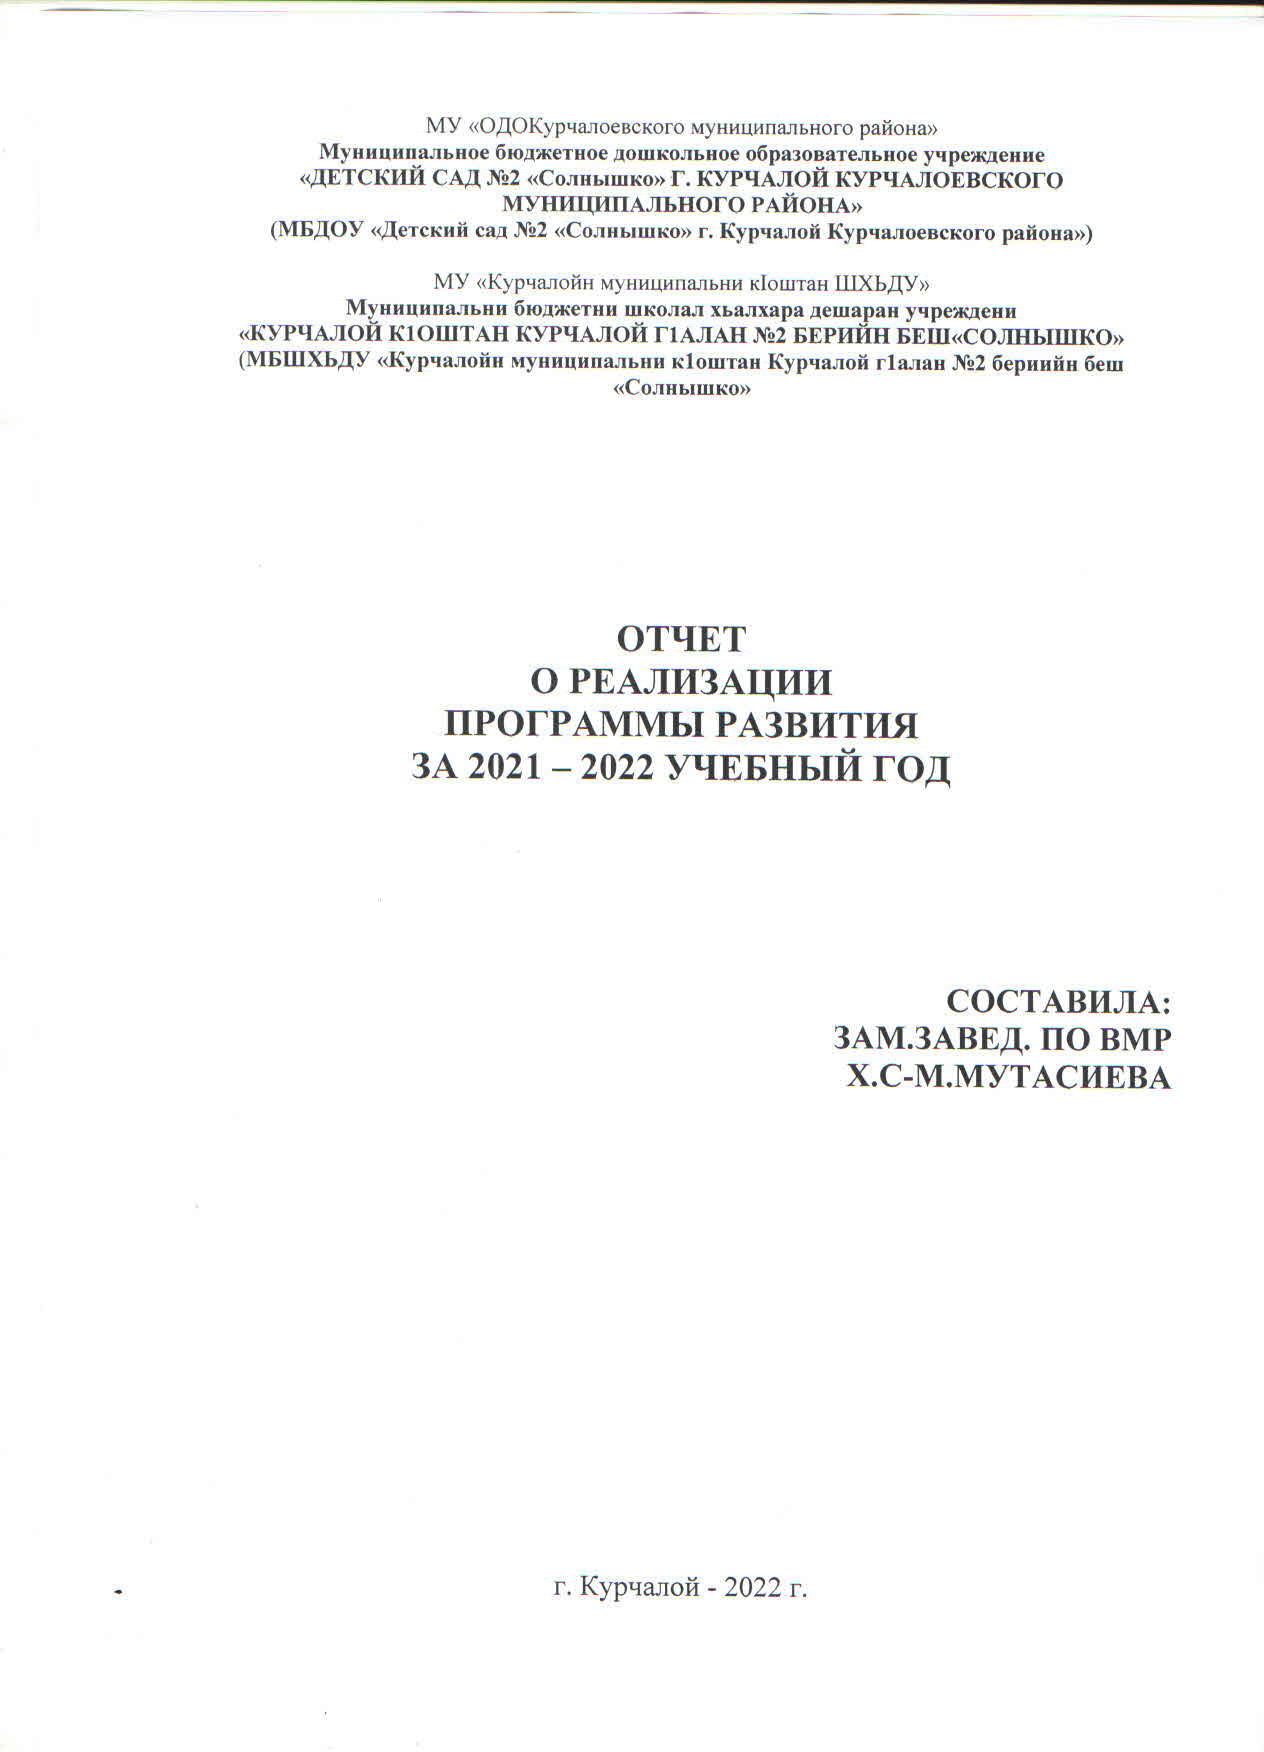 МУ «ОДОКурчалоевского муниципального района»
Муниципальное бюджетное дошкольное образовательное учреждение
«ДЕТСКИЙ САД №2 «Солнышко» Г. КУРЧАЛОЙ КУРЧАЛОЕВСКОГО
МУНИЦИПАЛЬНОГО РАЙОНА»
(МБДОУ «Детский сад №2 «Солнышко» г. Курчалой Курчалоевского района»)
МУ «Курчалойн муниципальни кІоштан ШХЬДУ»
Муниципальни бюджетни школал хьалхара дешаран учреждени
«КУРЧАЛОЙ К1ОШТАН КУРЧАЛОЙ Г1АЛАН №2 БЕРИЙН БЕШ«СОЛНЫШКО»
(МБШХЬДУ «Курчалойн муниципальни к1оштан Курчалой г1алан №2 бериийн беш
«Солнышко»
ОТЧЕТ
О РЕАЛИЗАЦИИ
ПРОГРАММЫ РАЗВИТИЯ
ЗА 2021 – 2022 УЧЕБНЫЙ ГОД
СОСТАВИЛА:
ЗАМ.ЗАВЕД. ПО ВМР
Х.С-М.МУТАСИЕВА
г. Курчалой - 2022 г.